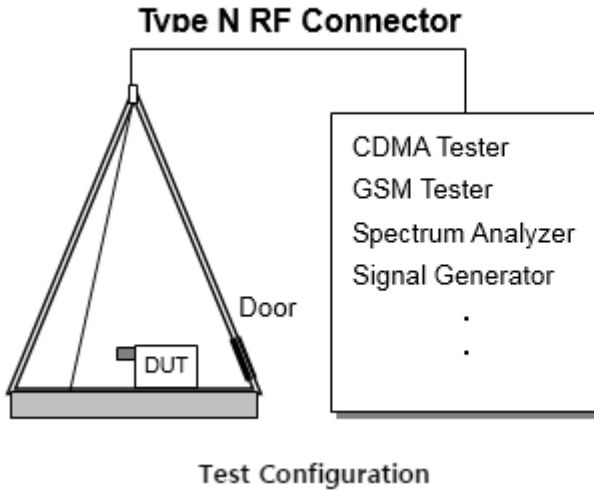 Type N RF Connector
CDMA Tester
GSM Tester
Spectrum Analyzer
Signal Generator
.
.
Door
DUT
Test Configuration